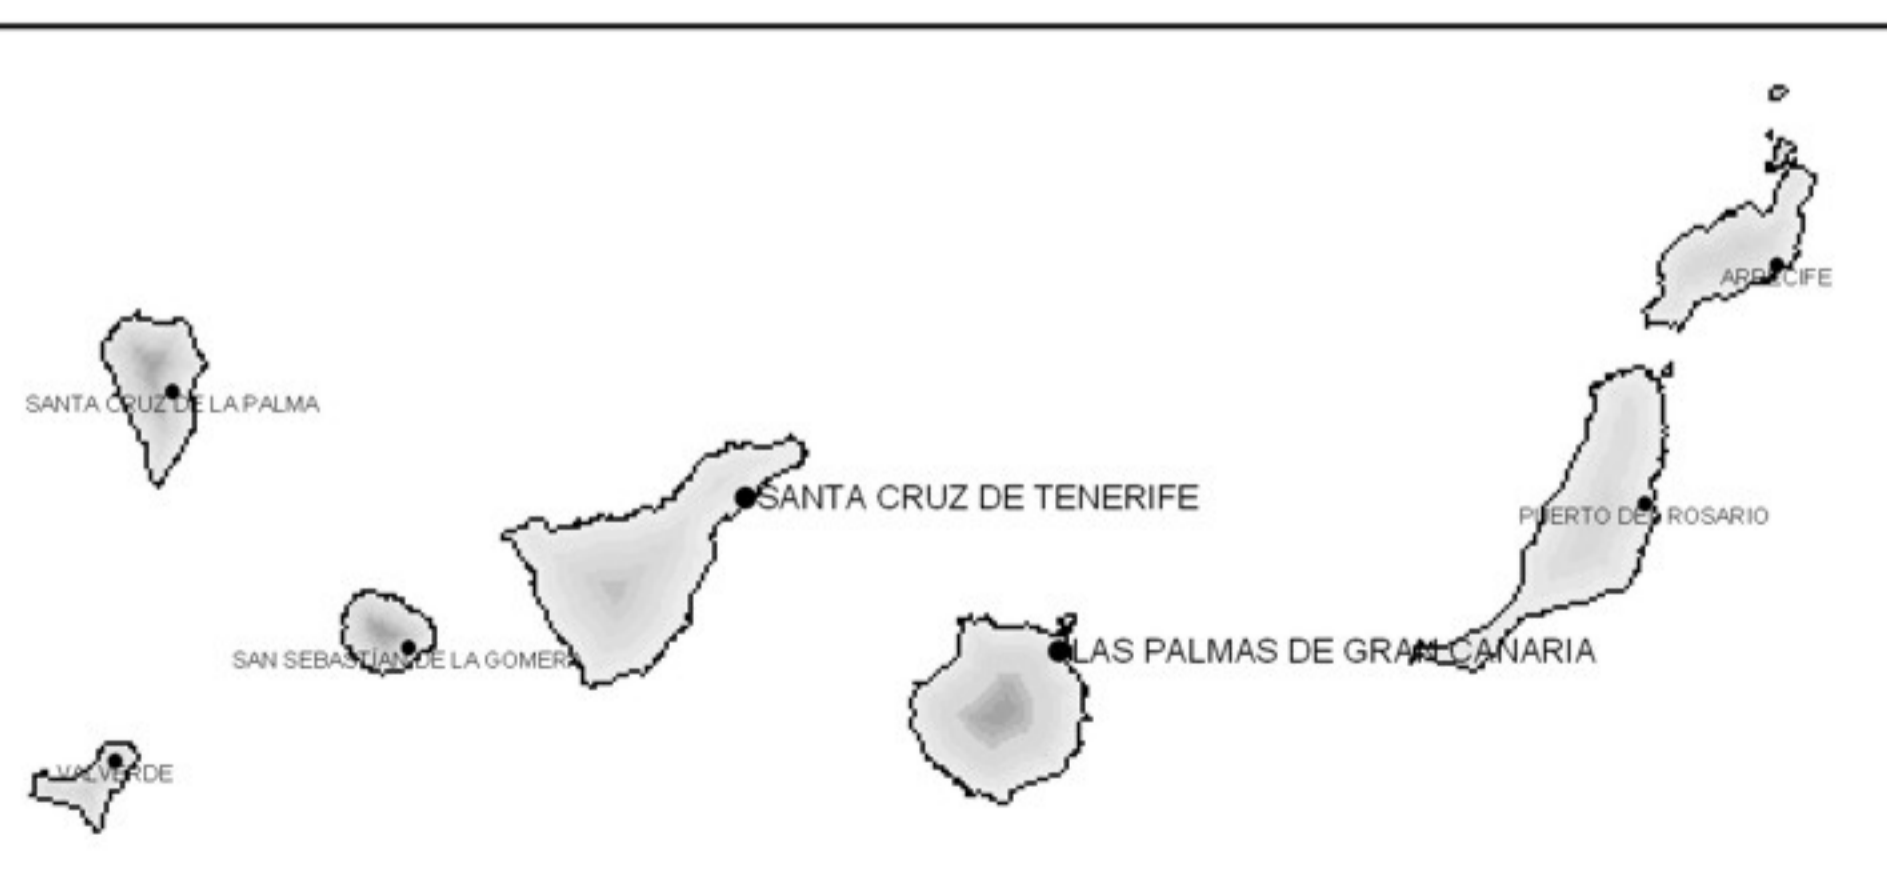 ARRECIFE
SANTA CRUZ DE LA PALMA
SANTA CRUZ DE TENERIFE
PUERTO DEL ROSARIO
SAN SEBASTÍAN DE LA GOMERA
LAS PALMAS DE GRAN CANARIA
VALVERDE